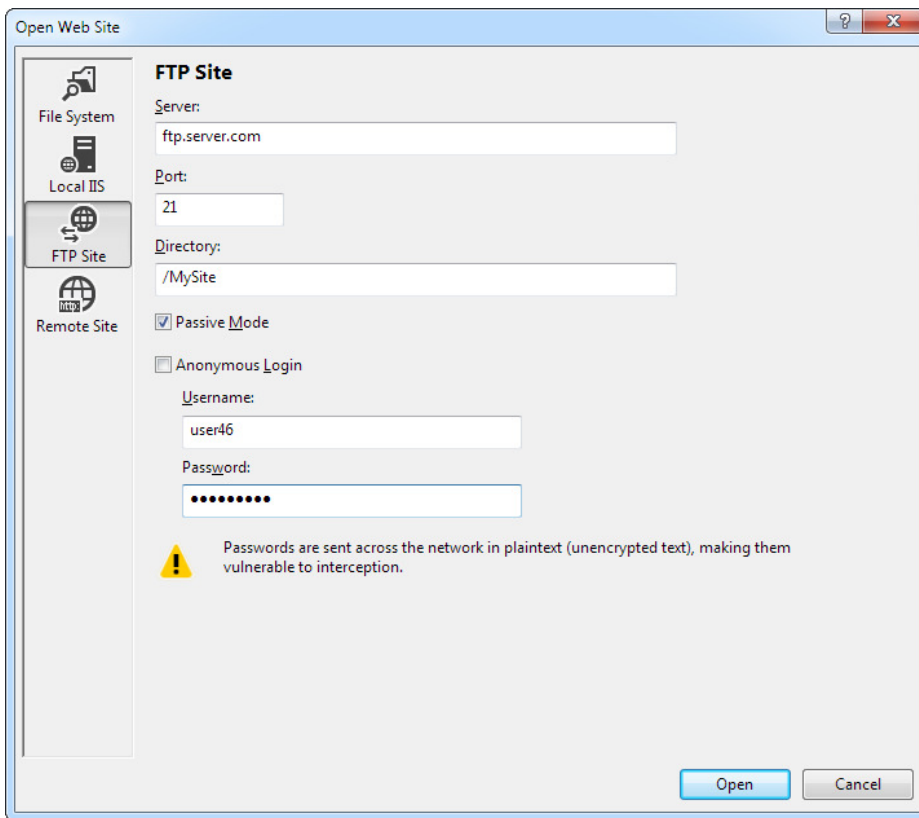 Open Web Site
File System
Local IIS
FTP Site
Remote Site
http
FTP Site
Server:
ftp.server.com
Port:
21
Directory:
/MySite
Passive Mode
Anonymous Login
Username:
user46
Password:
•••••••••
Passwords are sent across the network in plaintext (unencrypted text), making them
vulnerable to interception.
Open
Cancel